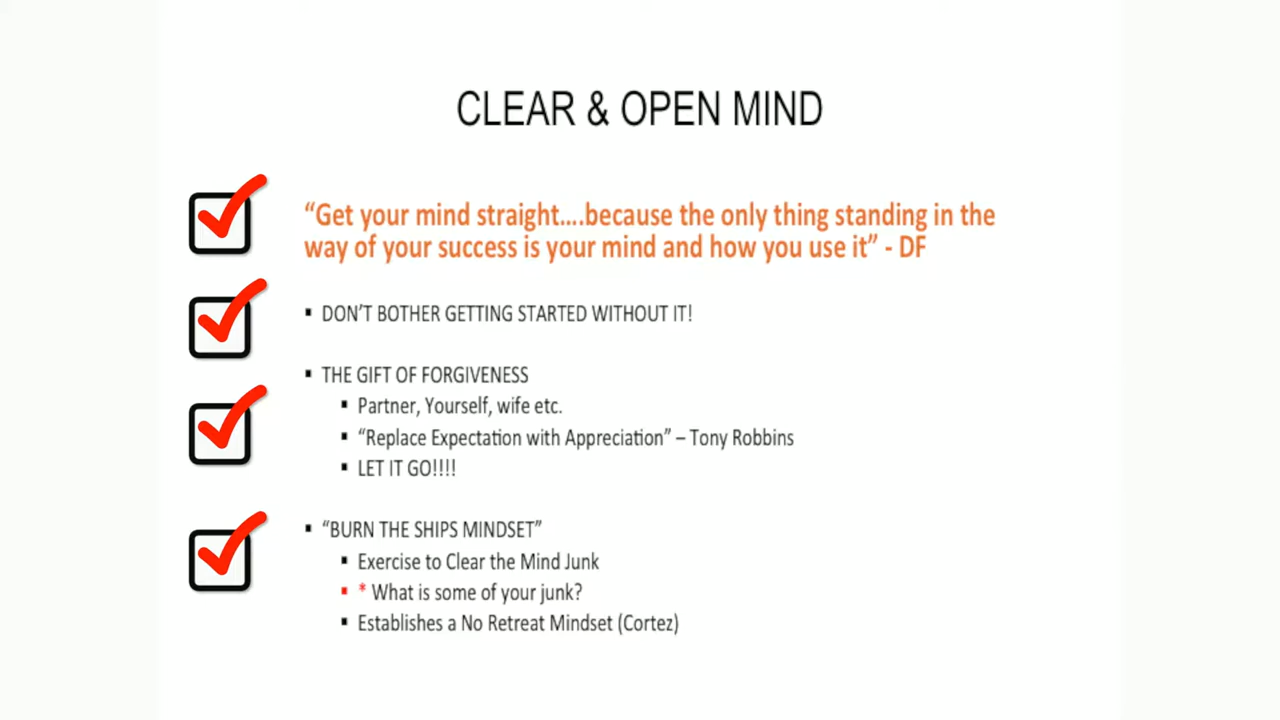 CLEAR & OPEN MIND
“Get your mind straight....because the only thing standing in the
way of your success is your mind and how you use it” - DF
▪ DON’T BOTHER GETTING STARTED WITHOUT IT!
▪ THE GIFT OF FORGIVENESS
▪ Partner, Yourself, wife etc.
▪ “Replace Expectation with Appreciation” – Tony Robbins
▪ LET IT GO!!!!
▪ “BURN THE SHIPS MINDSET”
▪ Exercise to Clear the Mind Junk
▪ * What is some of your junk?
▪ Establishes a No Retreat Mindset (Cortez)